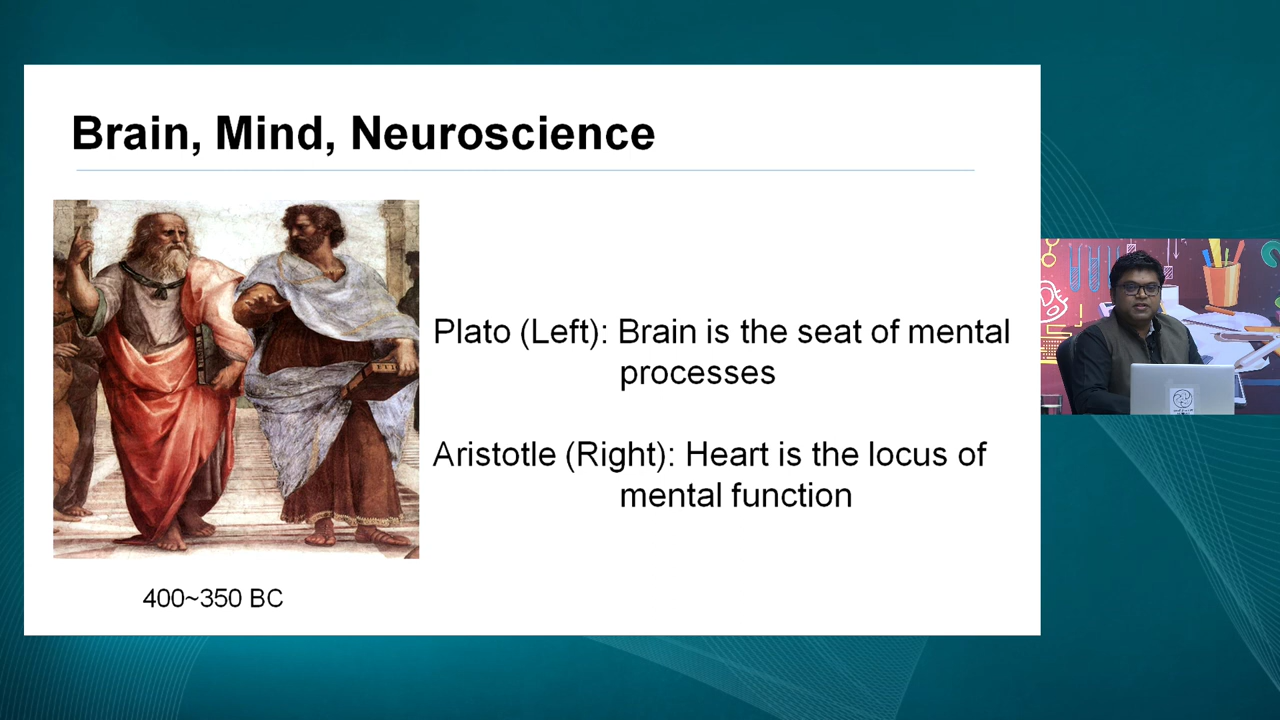 Brain, Mind, Neuroscience
Plato (Left): Brain is the seat of mental
processes
Aristotle (Right): Heart is the locus of
mental function
400~350 BC